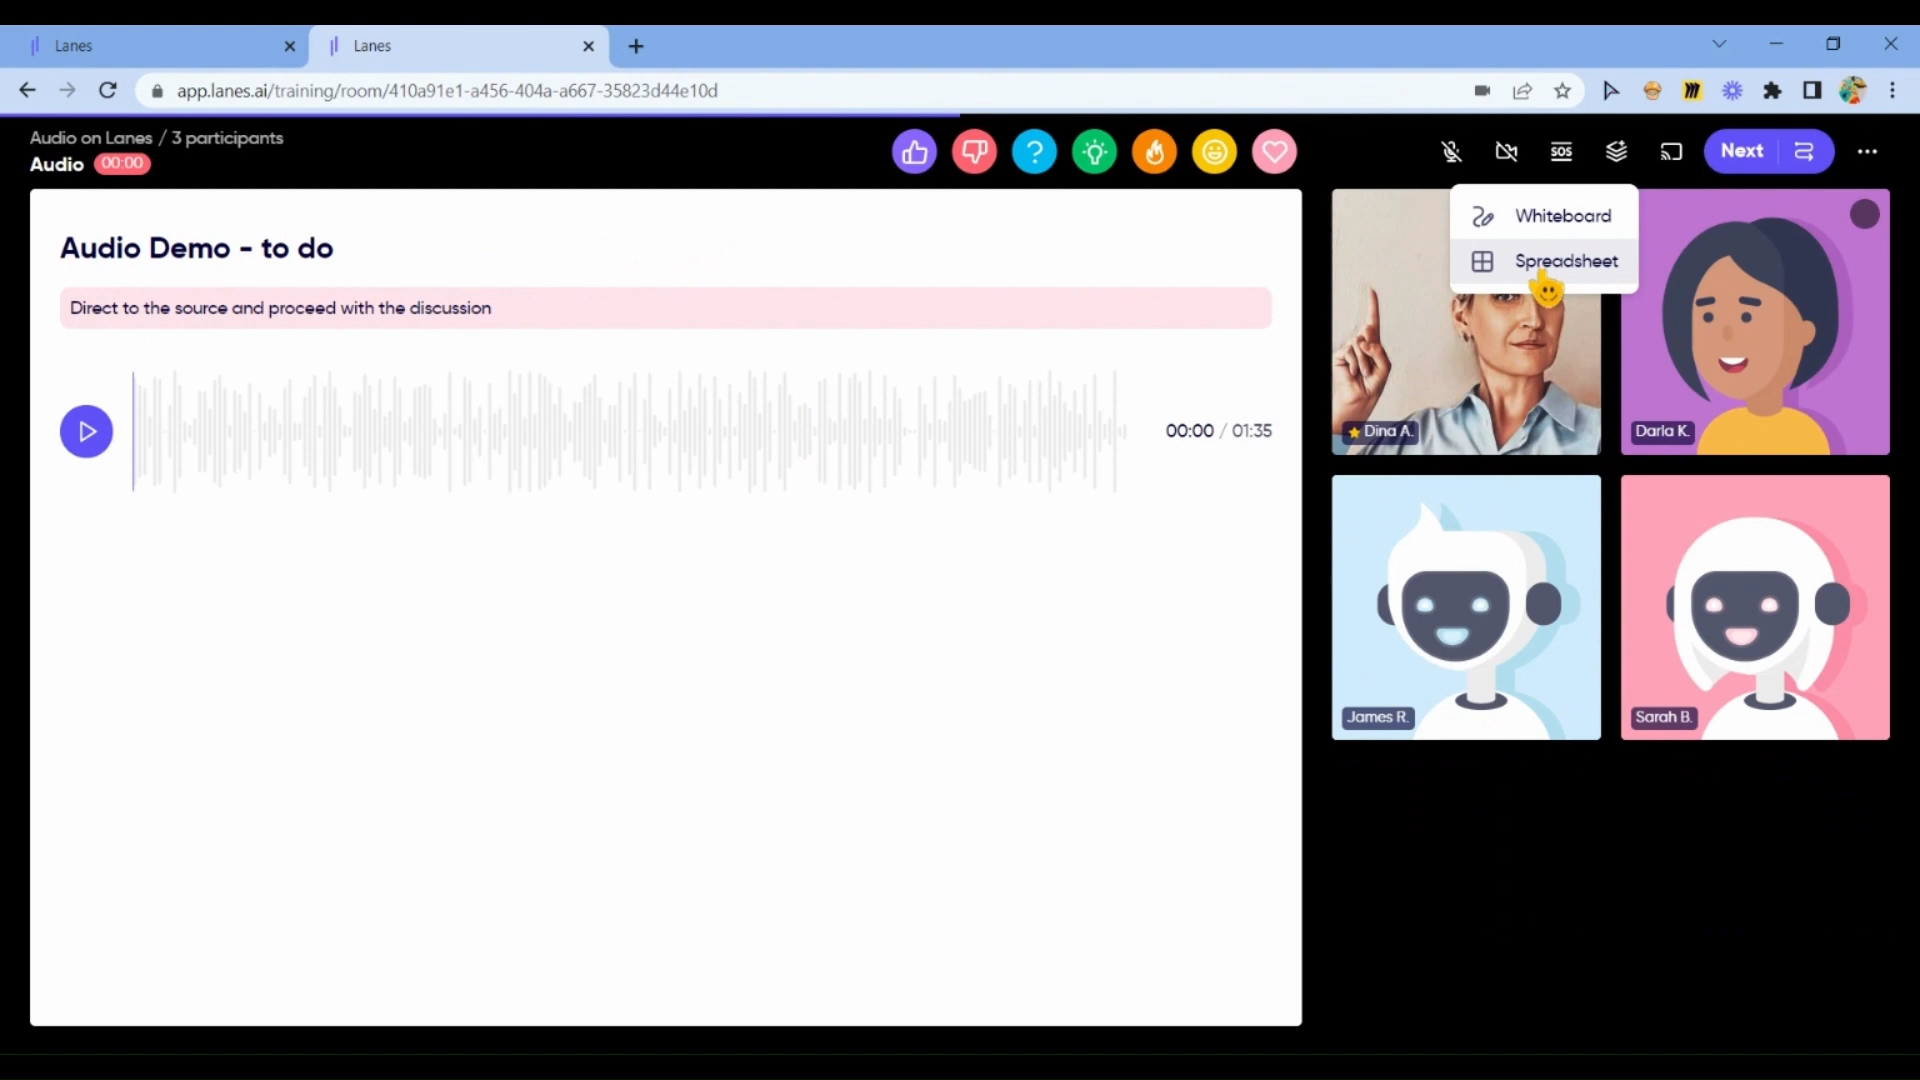 Lanes
Lanes
app.lanes.ai/training/room/410a91e1-a456-404a-a667-35823d44e10d
Audio on Lanes / 3 participants
Audio 00:00
SOS
Next
Whiteboard
Spreadsheet
Audio Demo - to do
Direct to the source and proceed with the discussion
00:00 / 01:35
Dina A.
Darla K.
James R.
Sarah B.